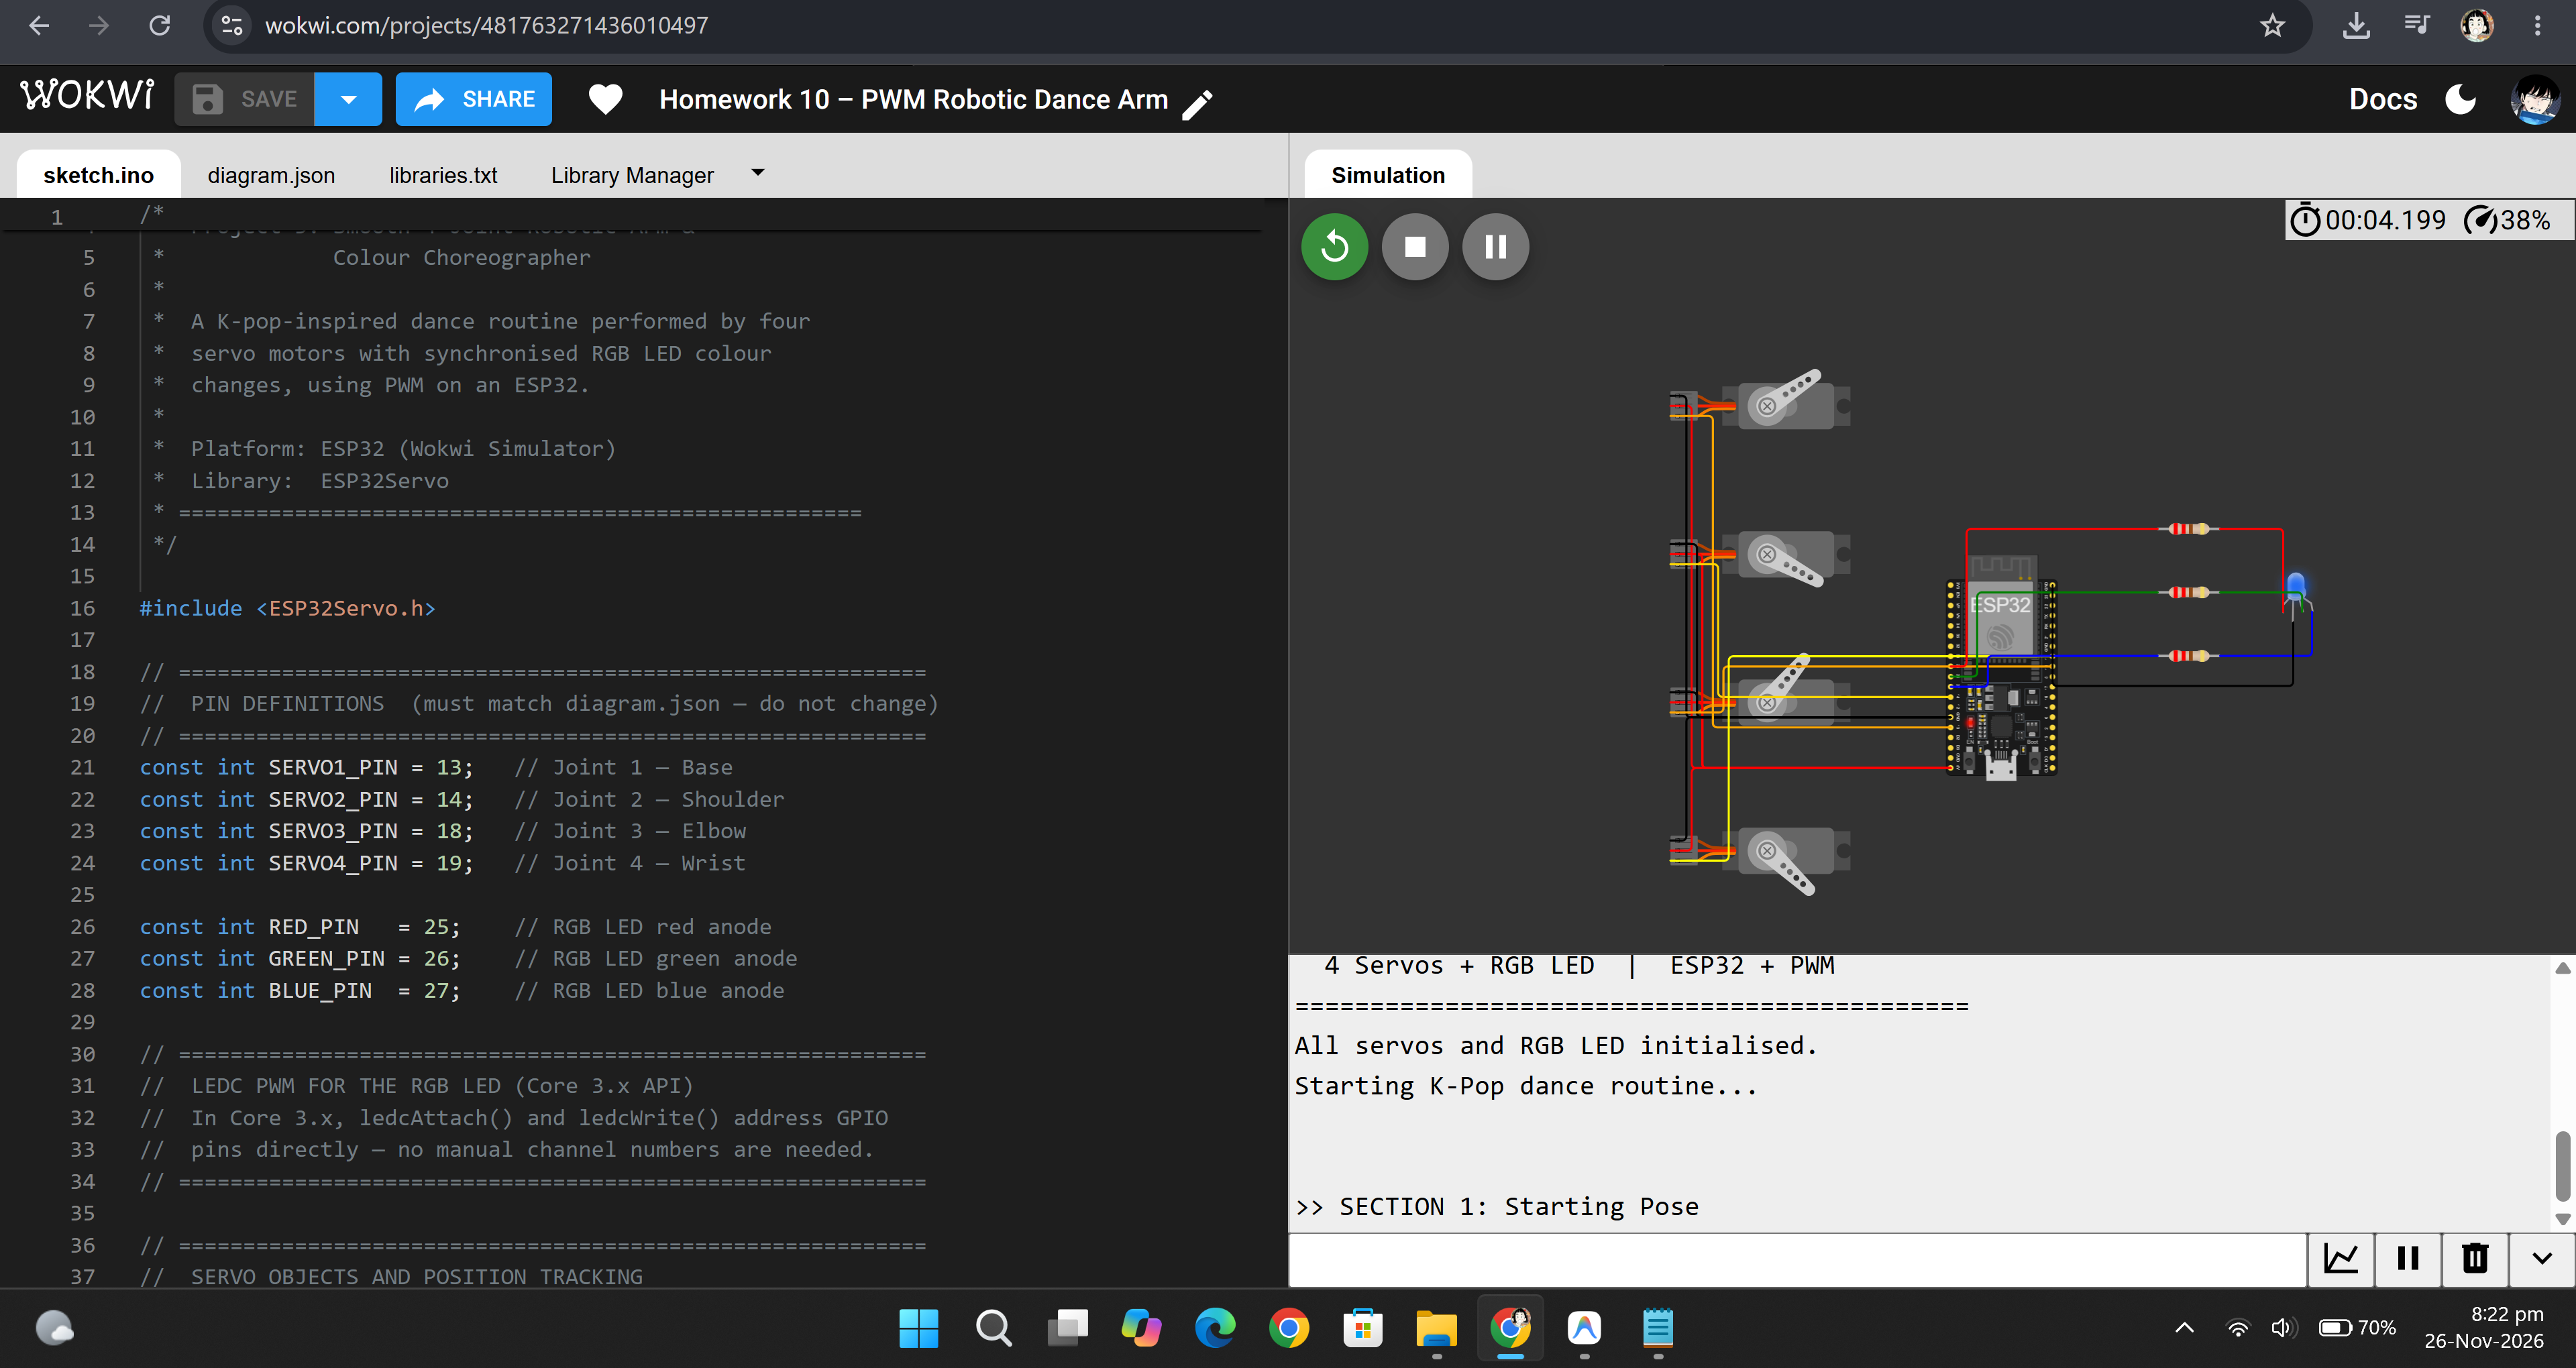 wokwi.com/projects/481763271436010497
WOKWi
SAVE
SHARE
Homework 10 – PWM Robotic Dance Arm
Docs
sketch.ino
diagram.json
libraries.txt
Library Manager
1 /*
5 * Colour Choreographer
6 *
7 * A K-pop-inspired dance routine performed by four
8 * servo motors with synchronised RGB LED colour
9 * changes, using PWM on an ESP32.
10 *
11 * Platform: ESP32 (Wokwi Simulator)
12 * Library: ESP32Servo
13 * =====================================================
14 */
15
16 #include <ESP32Servo.h>
17
18 // ==========================================================
19 // PIN DEFINITIONS (must match diagram.json – do not change)
20 // ==========================================================
21 const int SERVO1_PIN = 13; // Joint 1 – Base
22 const int SERVO2_PIN = 14; // Joint 2 – Shoulder
23 const int SERVO3_PIN = 18; // Joint 3 – Elbow
24 const int SERVO4_PIN = 19; // Joint 4 – Wrist
25
26 const int RED_PIN = 25; // RGB LED red anode
27 const int GREEN_PIN = 26; // RGB LED green anode
28 const int BLUE_PIN = 27; // RGB LED blue anode
29
30 // ==========================================================
31 // LEDC PWM FOR THE RGB LED (Core 3.x API)
32 // In Core 3.x, ledcAttach() and ledcWrite() address GPIO
33 // pins directly – no manual channel numbers are needed.
34 // ==========================================================
35
36 // ==========================================================
37 // SERVO OBJECTS AND POSITION TRACKING
Simulation
00:04.199 38%
ESP32
4 Servos + RGB LED | ESP32 + PWM
=============================================
All servos and RGB LED initialised.
Starting K-Pop dance routine...
>> SECTION 1: Starting Pose
70%
8:22 pm
26-Nov-2026